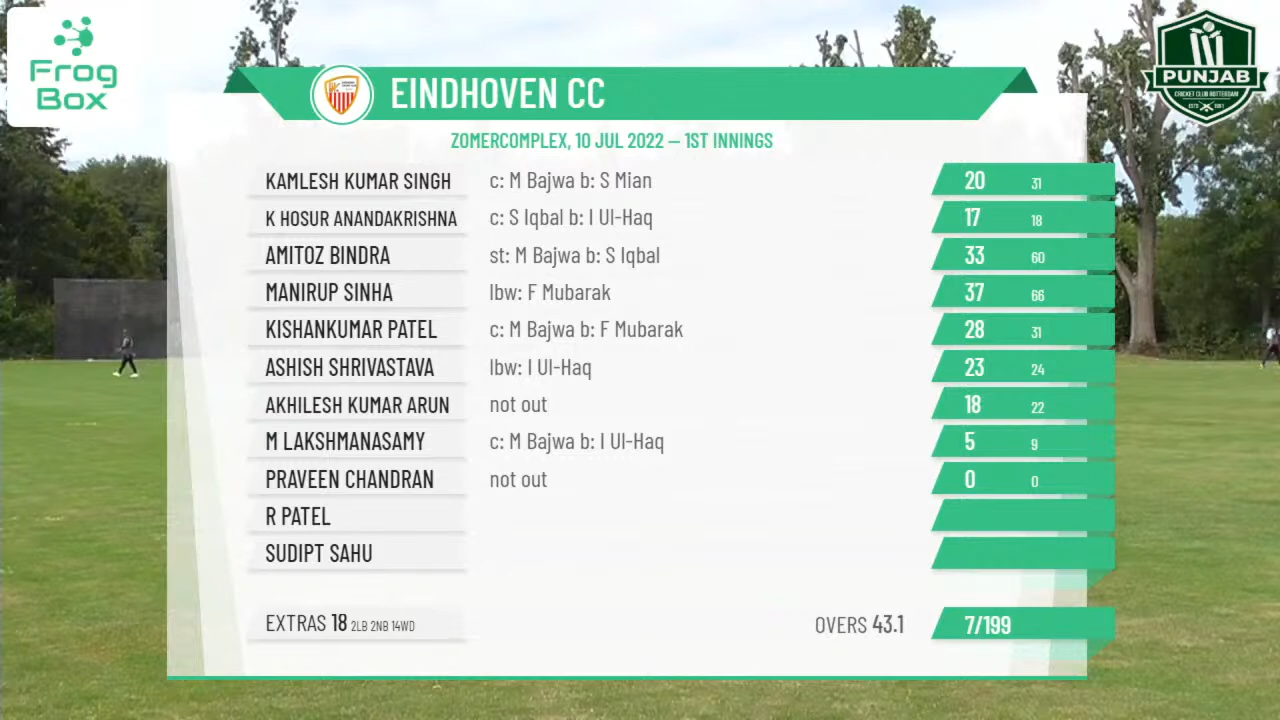 Frog
Box
EINDHOVEN CC
PUNJAB
CRICKET CLUB ROTTERDAM
ZOMERCOMPLEX, 10 JUL 2022 – 1ST INNINGS
KAMLESH KUMAR SINGH c: M Bajwa b: S Mian 20 31
K HOSUR ANANDAKRISHNA c: S Iqbal b: I Ul-Haq 17 18
AMITOZ BINDRA st: M Bajwa b: S Iqbal 33 60
MANIRUP SINHA lbw: F Mubarak 37 66
KISHANKUMAR PATEL c: M Bajwa b: F Mubarak 28 31
ASHISH SHRIVASTAVA lbw: I Ul-Haq 23 24
AKHILESH KUMAR ARUN not out 18 22
M LAKSHMANASAMY c: M Bajwa b: I Ul-Haq 5 9
PRAVEEN CHANDRAN not out 0 0
R PATEL
SUDIPT SAHU
EXTRAS 18 2LB 2NB 14WD OVERS 43.1 7/199